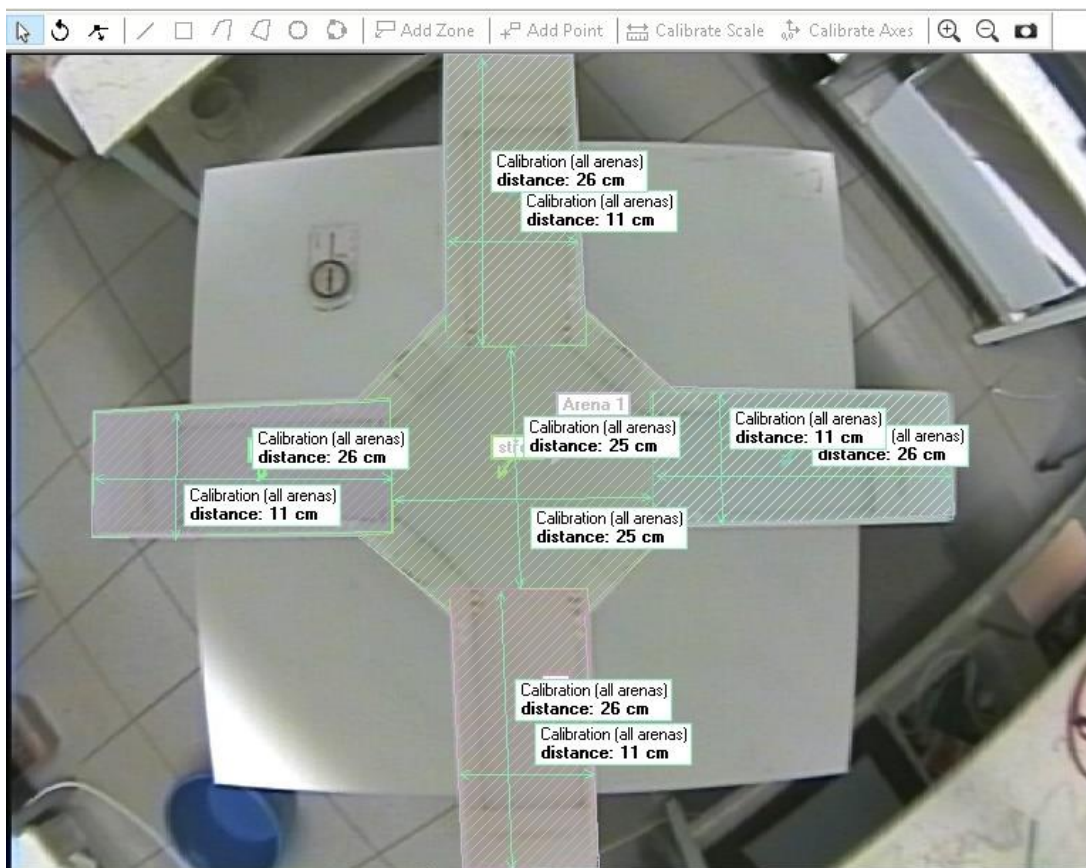 Add Zone
Add Point
Calibrate Scale
Calibrate Axes
Calibration (all arenas)
distance: 26 cm
Calibration (all arenas)
distance: 11 cm
Arena 1
Calibration (all arenas)
distance: 11 cm
(all arenas)
distance: 26 cm
Calibration (all arenas)
distance: 25 cm
Calibration (all arenas)
distance: 26 cm
Calibration (all arenas)
distance: 11 cm
Calibration (all arenas)
distance: 25 cm
Calibration (all arenas)
distance: 26 cm
Calibration (all arenas)
distance: 11 cm